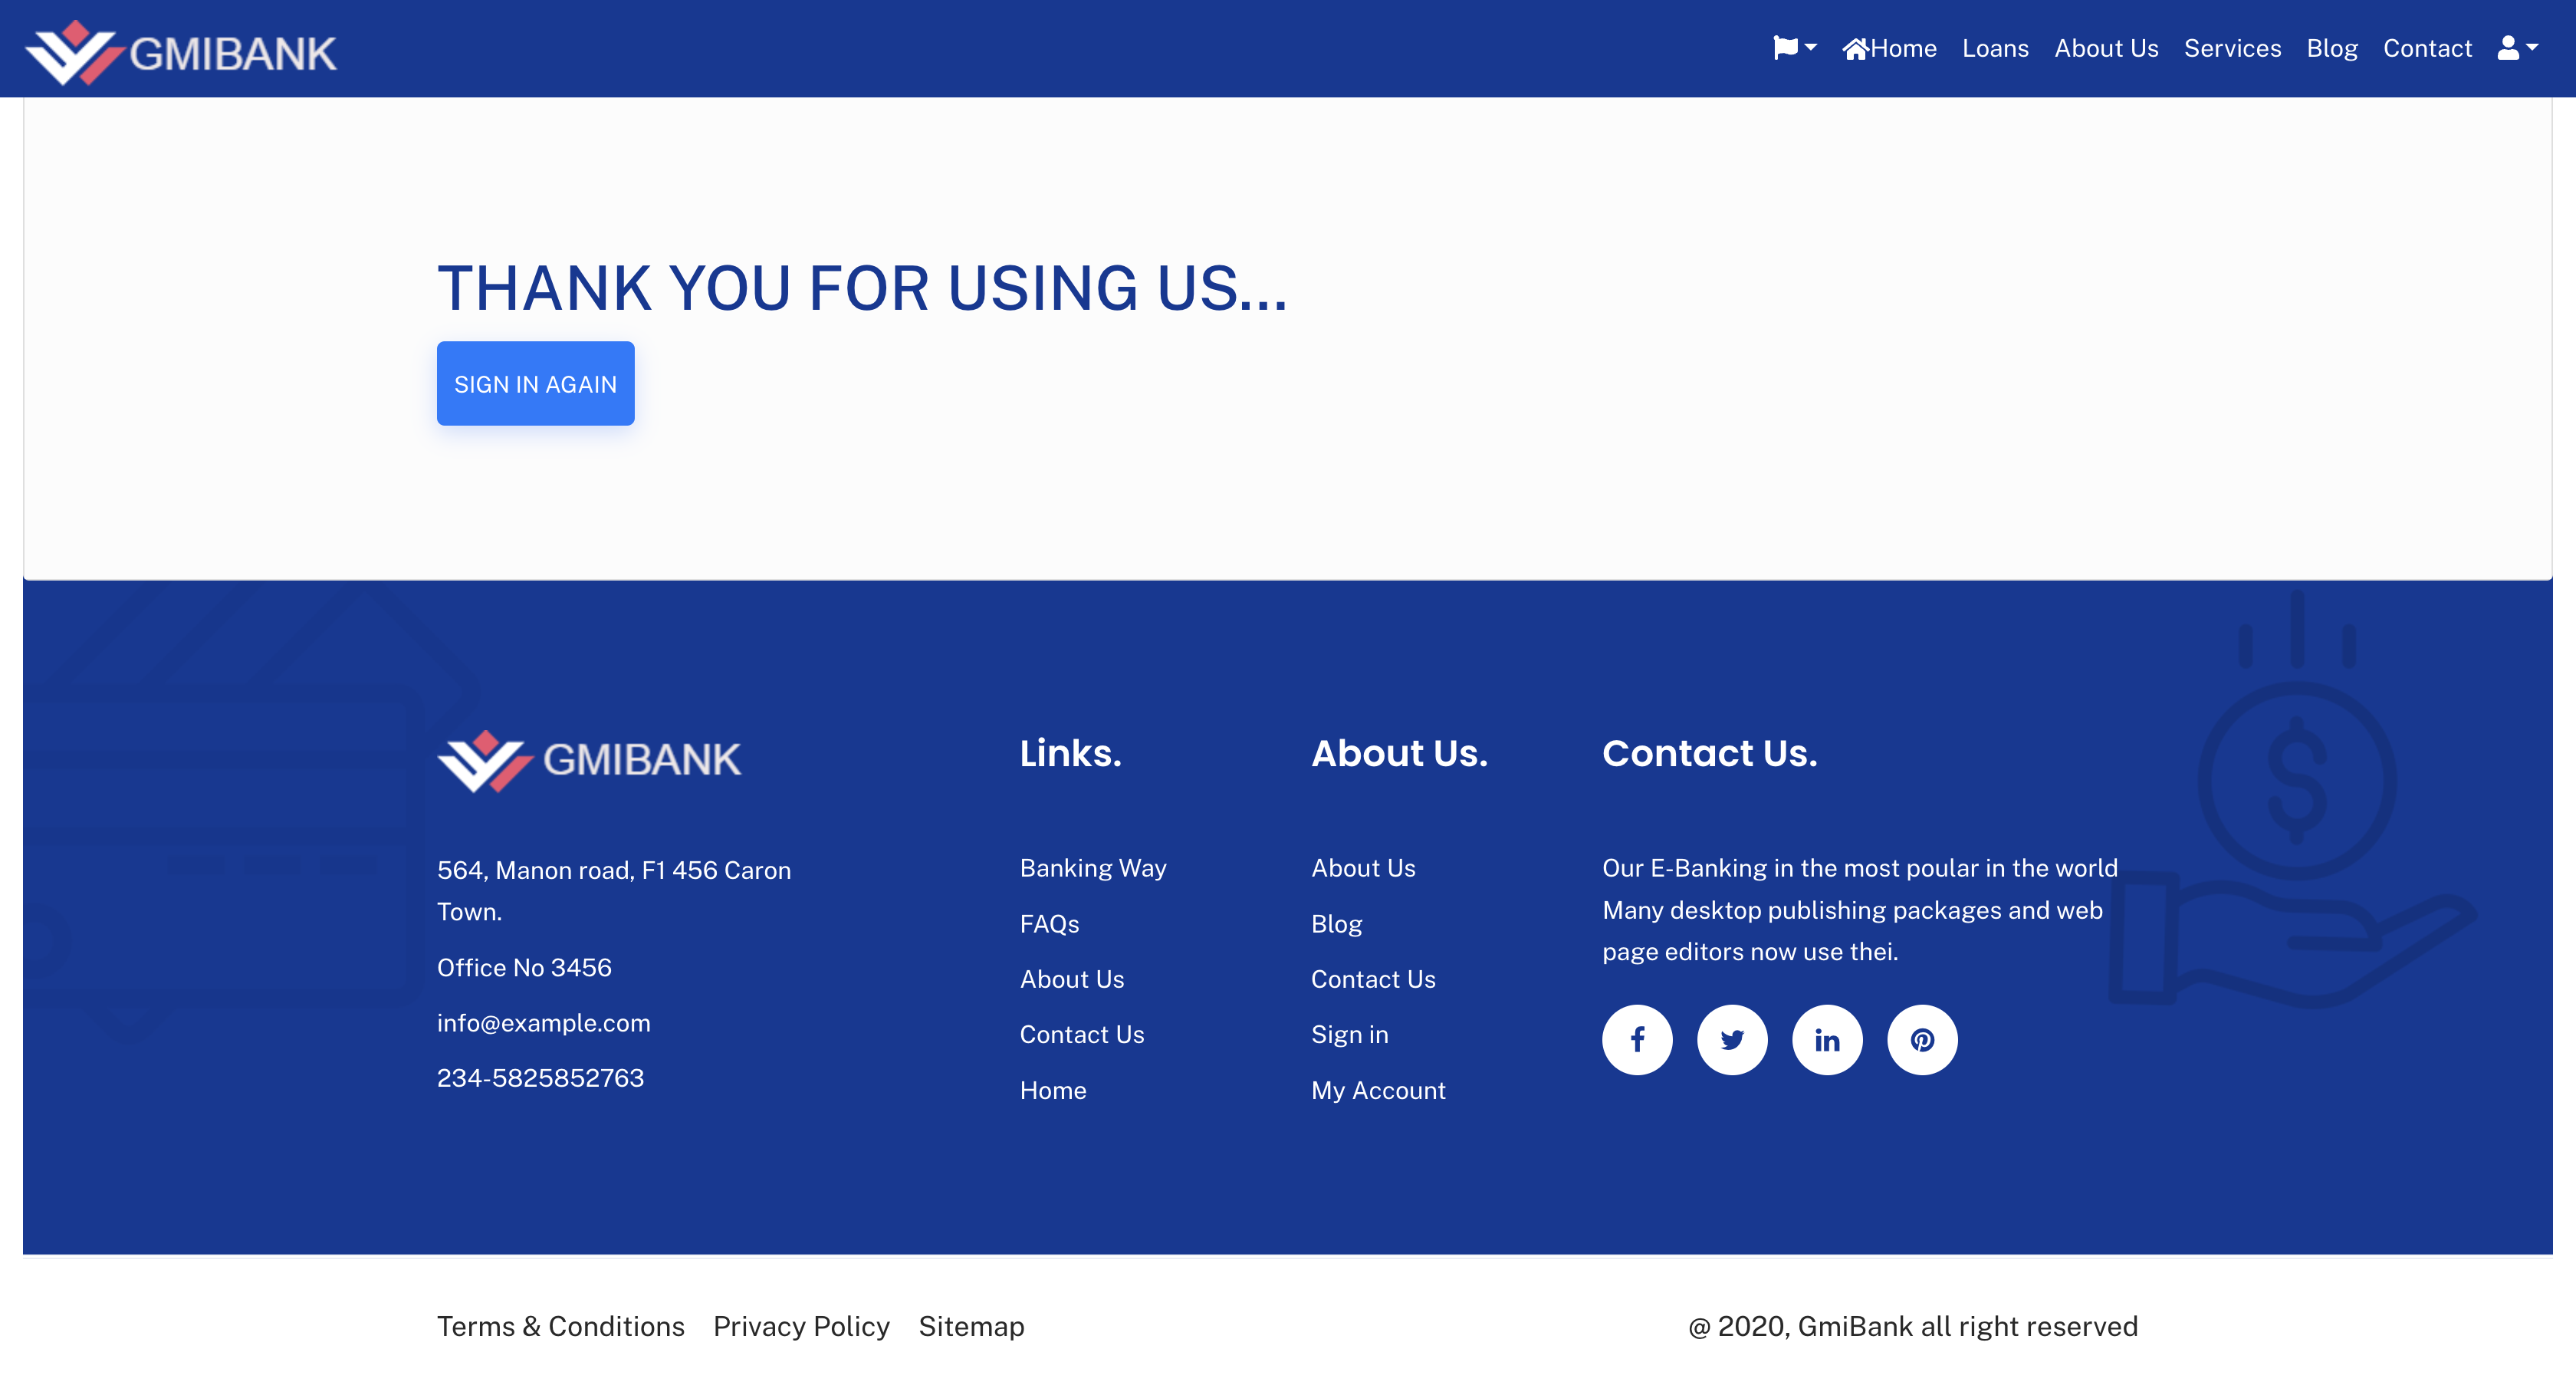 GMIBANK
Home Loans About Us Services Blog Contact
THANK YOU FOR USING US...
SIGN IN AGAIN
GMIBANK
564, Manon road, F1 456 Caron
Town.
Office No 3456
info@example.com
234-5825852763
Links.
Banking Way
FAQs
About Us
Contact Us
Home
About Us.
About Us
Blog
Contact Us
Sign in
My Account
Contact Us.
Our E-Banking in the most poular in the world
Many desktop publishing packages and web
page editors now use thei.
Terms & Conditions Privacy Policy Sitemap
@ 2020, GmiBank all right reserved